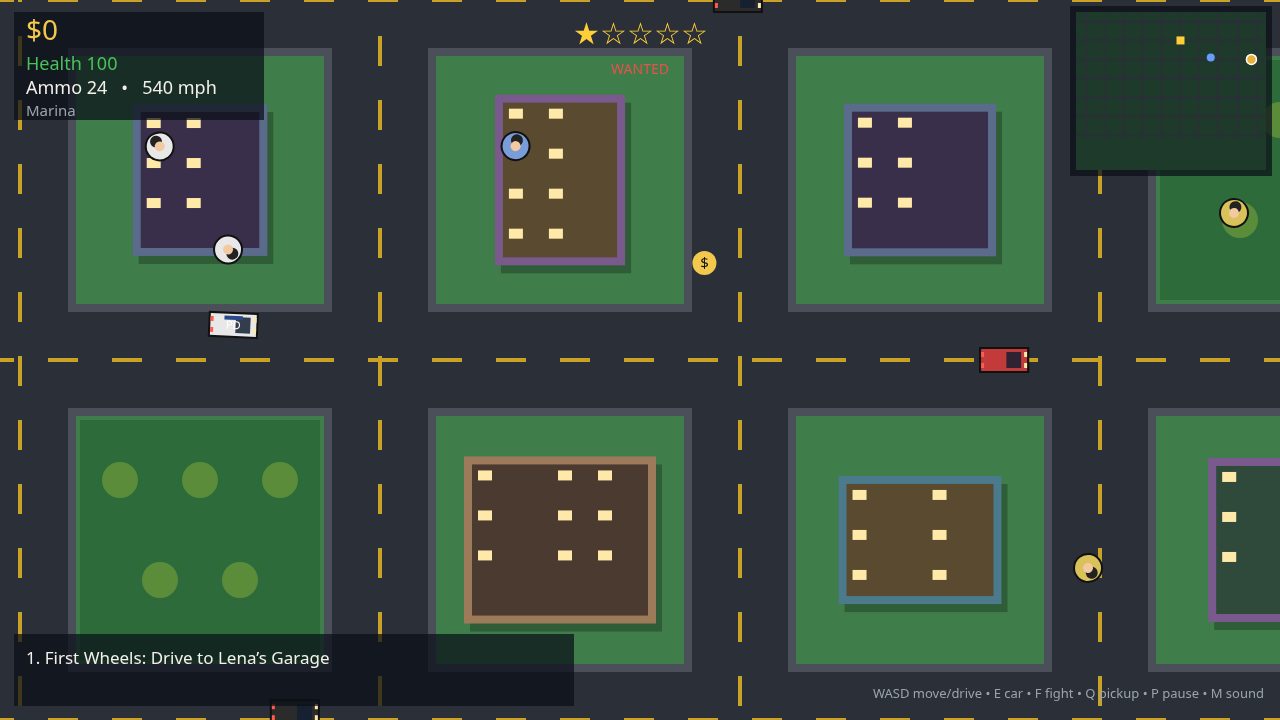 $0
Health 100
Ammo 24 • 540 mph
Marina
★☆☆☆☆
WANTED
$
PD
1. First Wheels: Drive to Lena’s Garage
WASD move/drive • E car • F fight • Q pickup • P pause • M sound